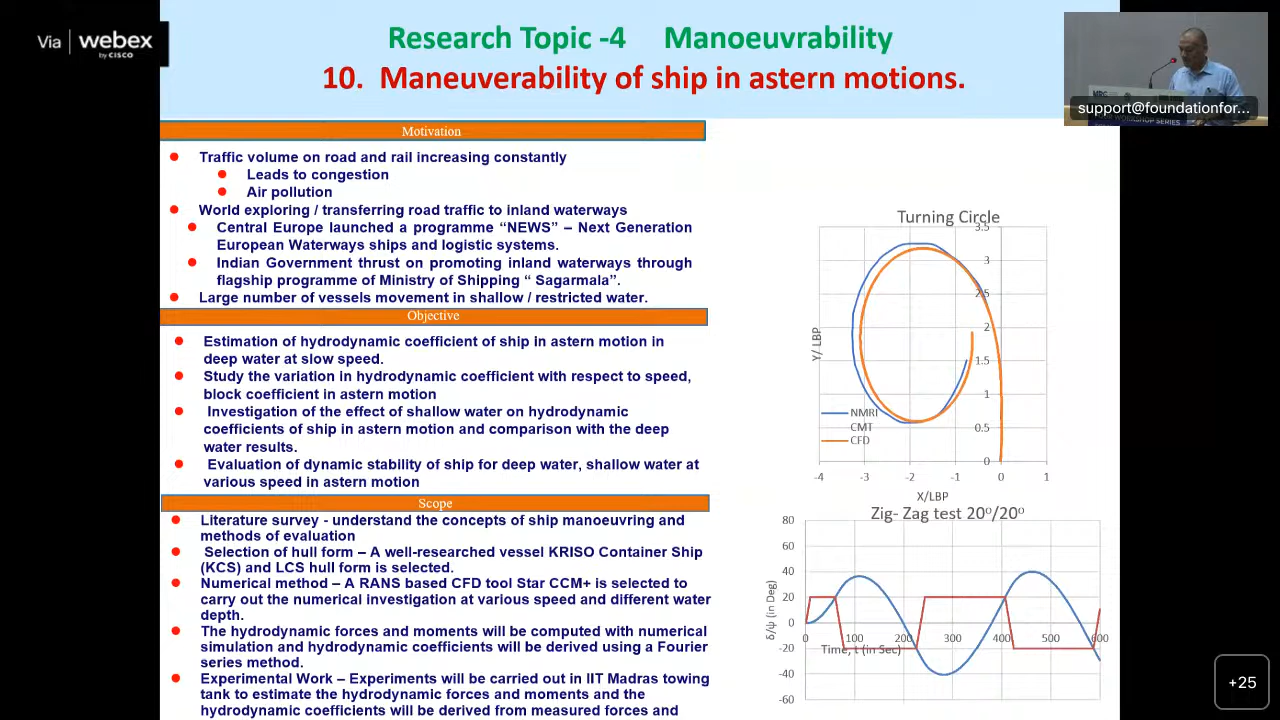 Via | webex
by CISCO
Research Topic -4 Manoeuvrability
10. Maneuverability of ship in astern motions.
support@foundationfor...
Motivation
Traffic volume on road and rail increasing constantly
Leads to congestion
Air pollution
World exploring / transferring road traffic to inland waterways
Central Europe launched a programme “NEWS” – Next Generation
European Waterways ships and logistic systems.
Indian Government thrust on promoting inland waterways through
flagship programme of Ministry of Shipping “ Sagarmala”.
Large number of vessels movement in shallow / restricted water.
Objective
Estimation of hydrodynamic coefficient of ship in astern motion in
deep water at slow speed.
Study the variation in hydrodynamic coefficient with respect to speed,
block coefficient in astern motion
Investigation of the effect of shallow water on hydrodynamic
coefficients of ship in astern motion and comparison with the deep
water results.
Evaluation of dynamic stability of ship for deep water, shallow water at
various speed in astern motion
Scope
Literature survey - understand the concepts of ship manoeuvring and
methods of evaluation
Selection of hull form – A well-researched vessel KRISO Container Ship
(KCS) and LCS hull form is selected.
Numerical method – A RANS based CFD tool Star CCM+ is selected to
carry out the numerical investigation at various speed and different water
depth.
The hydrodynamic forces and moments will be computed with numerical
simulation and hydrodynamic coefficients will be derived using a Fourier
series method.
Experimental Work – Experiments will be carried out in IIT Madras towing
tank to estimate the hydrodynamic forces and moments and the
hydrodynamic coefficients will be derived from measured forces and
Turning Circle
3.5
3
2.5
2
1.5
1
0.5
0
Y/ LBP
NMRI
CMT
CFD
-4 -3 -2 -1 0 1
X/LBP
Zig- Zag test 20º/20º
80
60
40
20
0
-20
-40
-60
δ/ψ (in Deg)
0 100 200 300 400 500 600
Time, t (in Sec)
+25